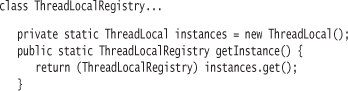 class ThreadLocalRegistry...
private static ThreadLocal instances = new ThreadLocal();
public static ThreadLocalRegistry getInstance() {
return (ThreadLocalRegistry) instances.get();
}